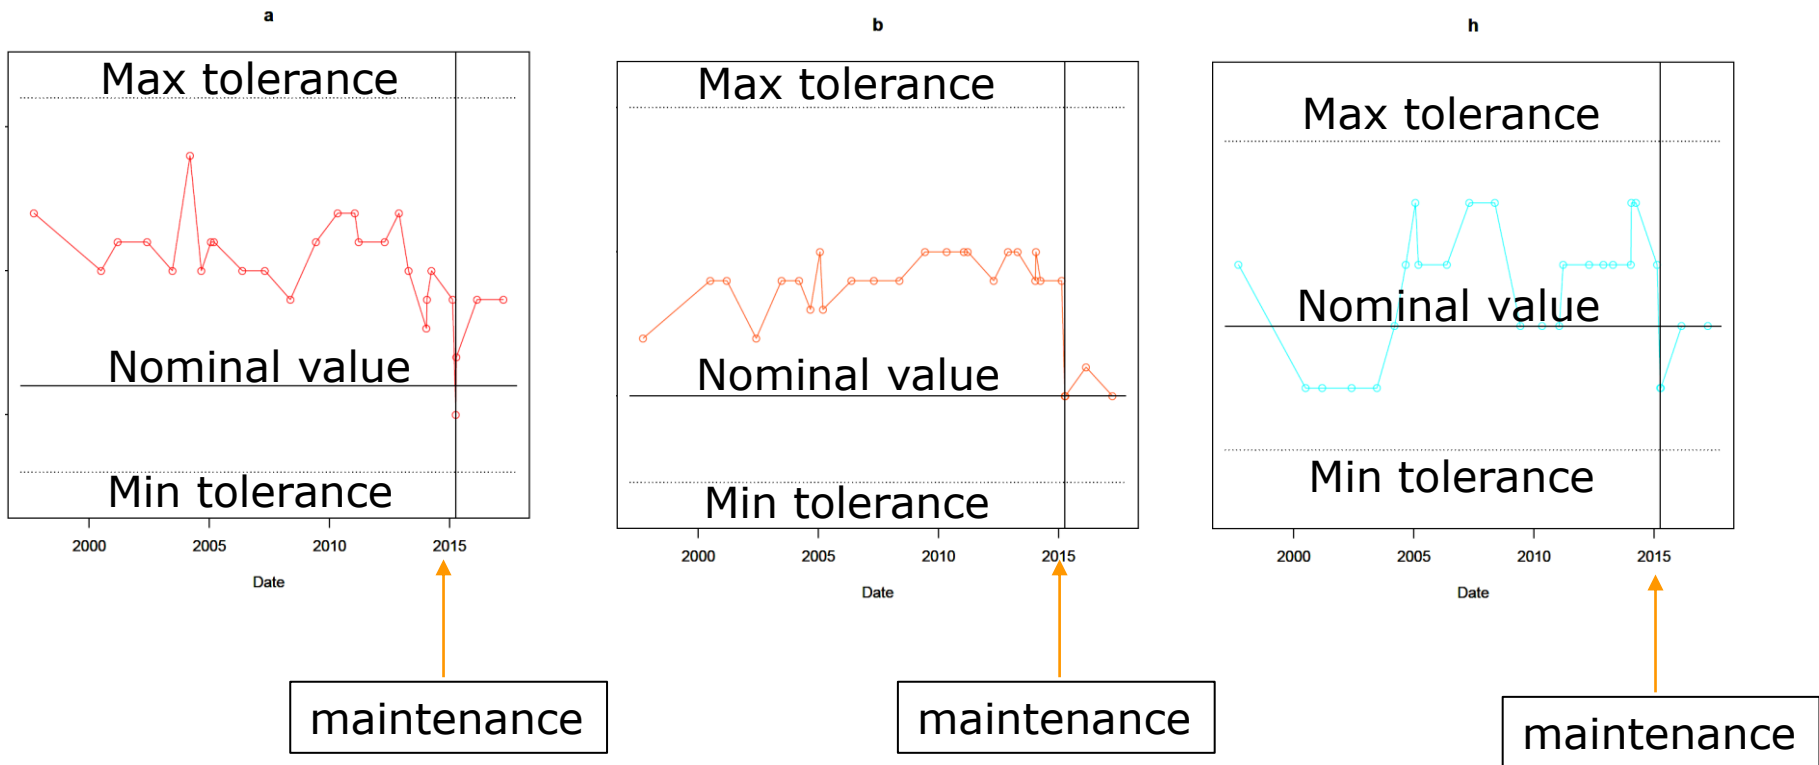 a
Max tolerance
Nominal value
Min tolerance
2000 2005 2010 2015
Date
maintenance
b
Max tolerance
Nominal value
Min tolerance
2000 2005 2010 2015
Date
maintenance
h
Max tolerance
Nominal value
Min tolerance
2000 2005 2010 2015
Date
maintenance